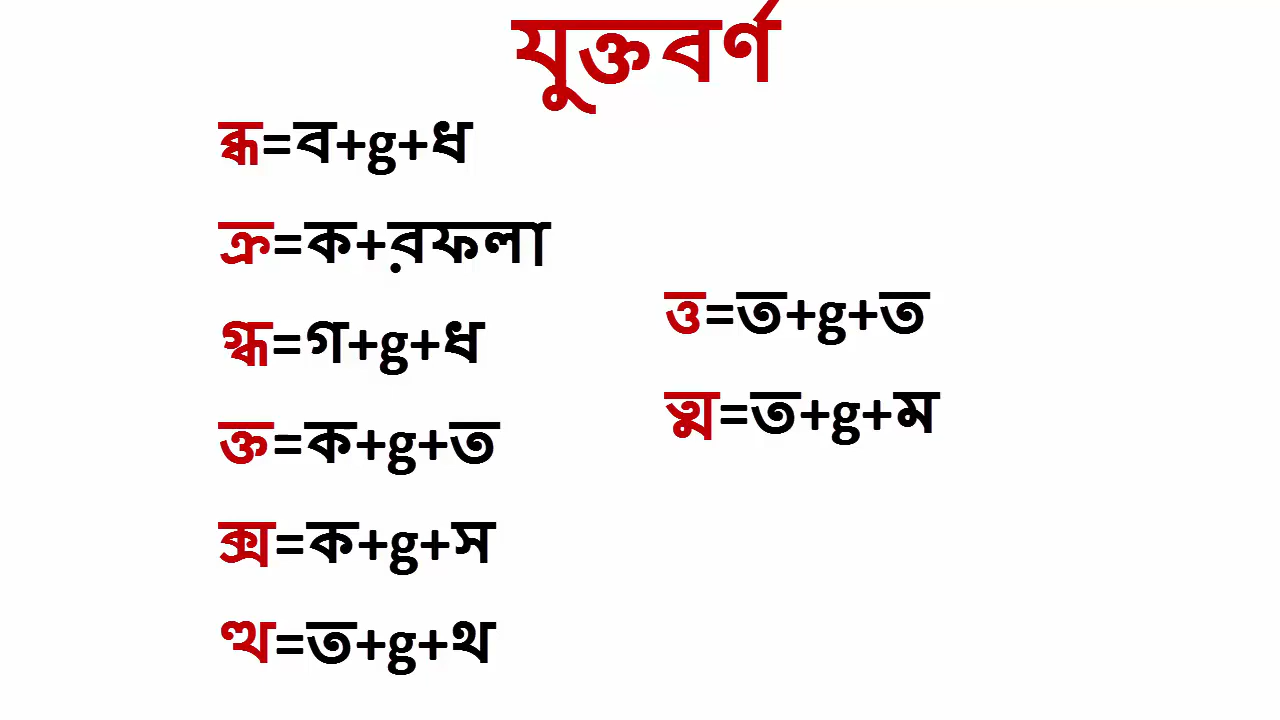 যুক্তবর্ণ
ব্ধ=ব+g+ধ
ক্র=ক+রফলা
গ্ধ=গ+g+ধ
ক্ত=ক+g+ত
ক্স=ক+g+স
ত্থ=ত+g+থ
ত্ত=ত+g+ত
ত্ম=ত+g+ম